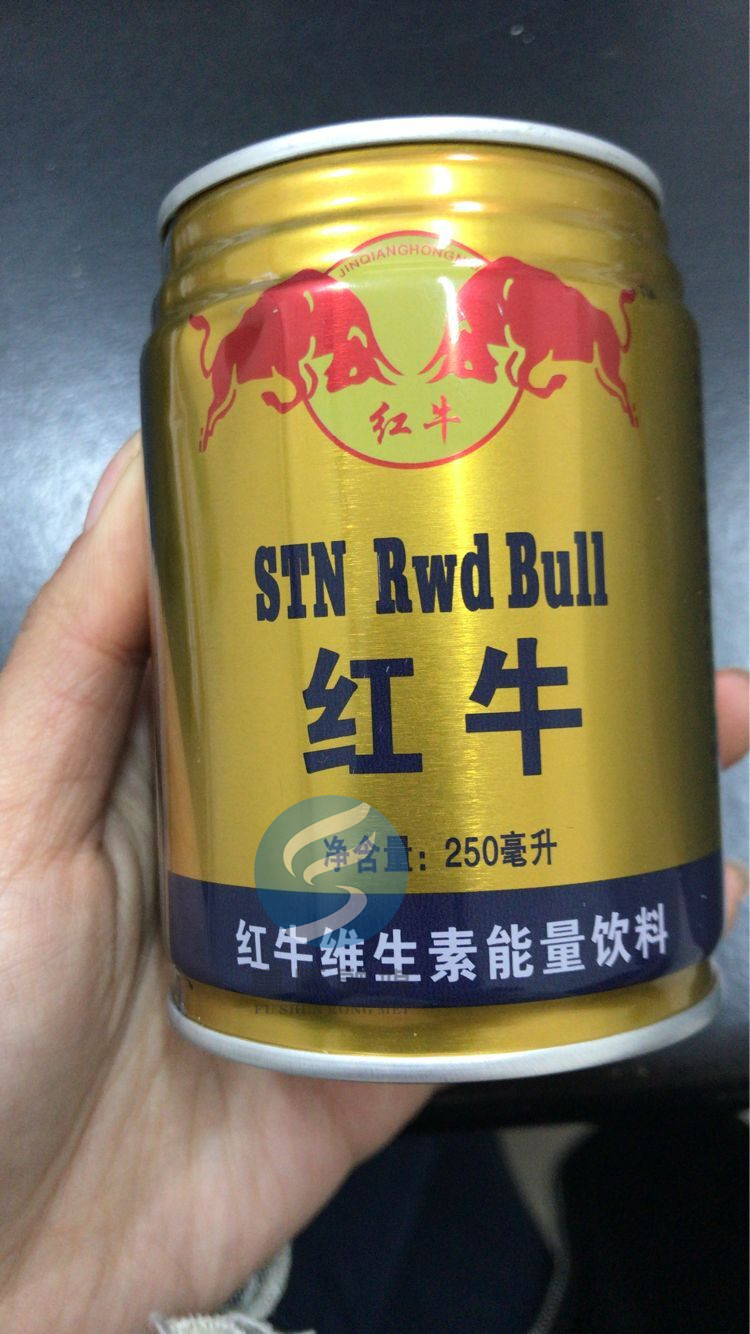 红牛
STN Rwd Bull
红牛
净含量：250毫升
红牛维生素能量饮料